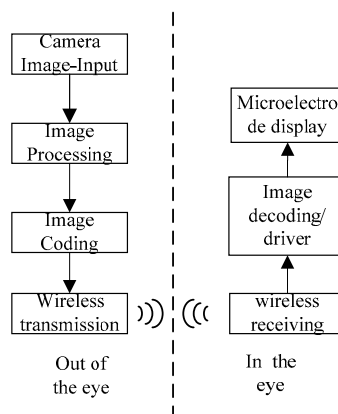 Camera
Image-Input
Image
Processing
Image
Coding
Wireless
transmission
Out of
the eye
Microelectro
de display
Image
decoding/
driver
wireless
receiving
In the
eye